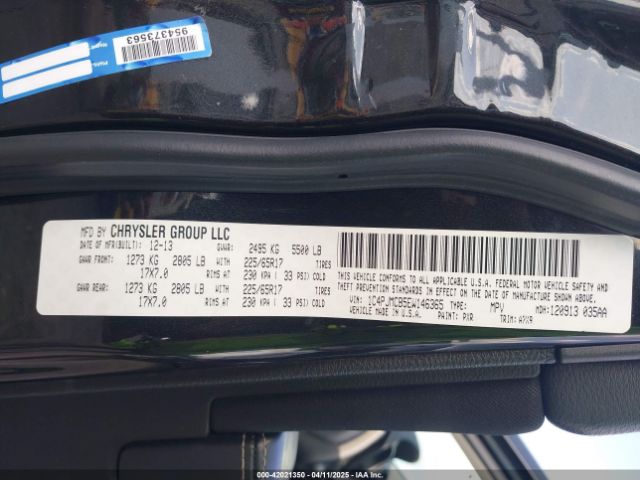 954373563
MFD BY CHRYSLER GROUP LLC
DATE OF MFR(BUILT): 12-13 GVWR: 2495 KG 5500 LB
GAWR FRONT: 1273 KG 2805 LB WITH 225/65R17 TIRES
17X7.0 RIMS AT 230 KPA ( 33 PSI) COLD
GAWR REAR: 1273 KG 2805 LB WITH 225/65R17 TIRES
17X7.0 RIMS AT 230 KPA ( 33 PSI) COLD
THIS VEHICLE CONFORMS TO ALL APPLICABLE U.S.A. FEDERAL MOTOR VEHICLE SAFETY, BUMPER, AND
THEFT PREVENTION STANDARDS IN EFFECT ON THE DATE OF MANUFACTURE SHOWN ABOVE.
VIN: 1C4PJMCB5EW146365 TYPE: MPV MDH: 120913 035AA
VEHICLE MADE IN U.S.A. PAINT: PXR TRIM: A7X9
000-42021350 04/11/2025 IAAI.COM